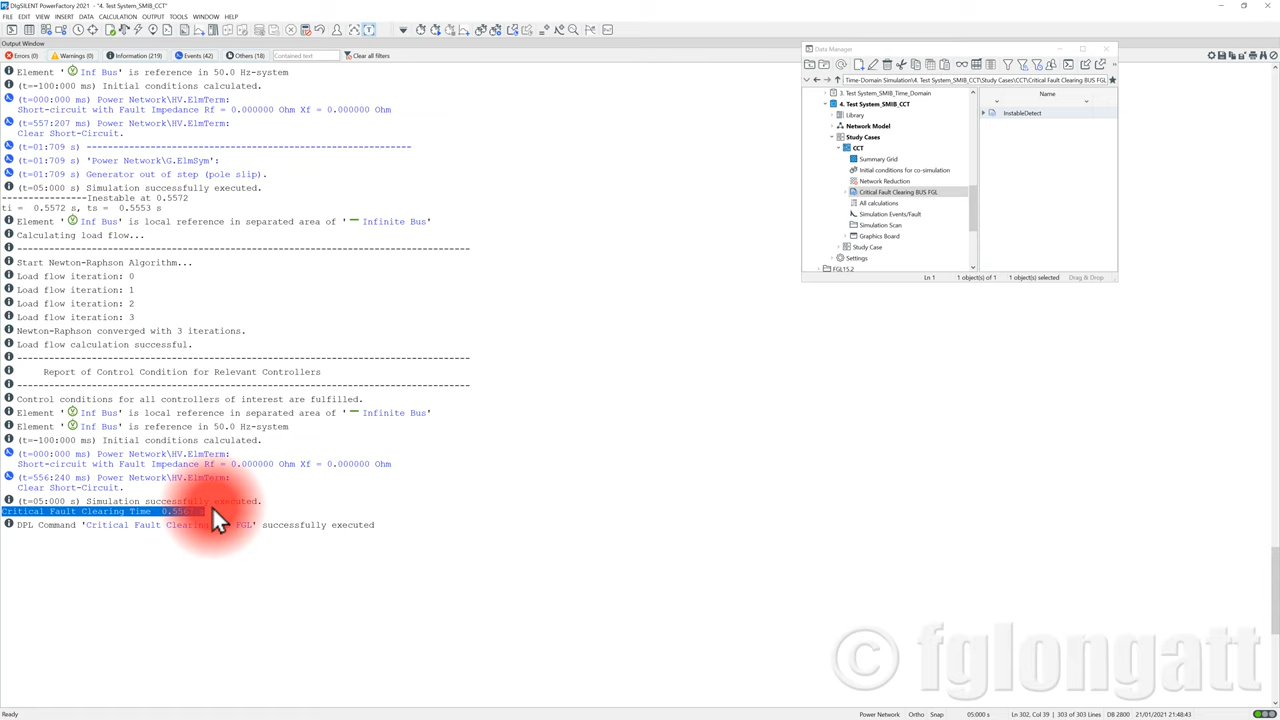 DIgSILENT PowerFactory 2021 - "4. Test System_SMIB_CCT"
FILE EDIT VIEW INSERT DATA CALCULATION OUTPUT TOOLS WINDOW HELP
Output Window
Errors (0) Warnings (0) Information (219) Events (42) Others (18) Contained text Clear all filters
Element ' Inf Bus' is reference in 50.0 Hz-system
(t=-100:000 ms) Initial conditions calculated.
(t=000:000 ms) Power Network\HV.ElmTerm:
Short-circuit with Fault Impedance Rf = 0.000000 Ohm Xf = 0.000000 Ohm
(t=557:207 ms) Power Network\HV.ElmTerm:
Clear Short-Circuit.
(t=01:709 s) ---------------------------------------------------------------
(t=01:709 s) 'Power Network\G.ElmSym':
(t=01:709 s) Generator out of step (pole slip).
(t=05:000 s) Simulation successfully executed.
----------------Inestable at 0.5572
ti = 0.5572 s, ts = 0.5553 s
Element ' Inf Bus' is local reference in separated area of ' Infinite Bus'
Calculating load flow...
--------------------------------------------------------------------------------
Start Newton-Raphson Algorithm...
Load flow iteration: 0
Load flow iteration: 1
Load flow iteration: 2
Load flow iteration: 3
Newton-Raphson converged with 3 iterations.
Load flow calculation successful.
--------------------------------------------------------------------------------
Report of Control Condition for Relevant Controllers
--------------------------------------------------------------------------------
Control conditions for all controllers of interest are fulfilled.
Element ' Inf Bus' is local reference in separated area of ' Infinite Bus'
Element ' Inf Bus' is reference in 50.0 Hz-system
(t=-100:000 ms) Initial conditions calculated.
(t=000:000 ms) Power Network\HV.ElmTerm:
Short-circuit with Fault Impedance Rf = 0.000000 Ohm Xf = 0.000000 Ohm
(t=556:240 ms) Power Network\HV.ElmTerm:
Clear Short-Circuit.
(t=05:000 s) Simulation successfully executed.
Critical Fault Clearing Time
DPL Command 'Critical Fault Clearing FGL' successfully executed
Data Manager
Time-Domain Simulation\4. Test System_SMIB_CCT\Study Cases\CCT\Critical Fault Clearing BUS FGL
3. Test System_SMIB_Time_Domain
4. Test System_SMIB_CCT
Library
Network Model
Study Cases
CCT
Summary Grid
Initial conditions for co-simulation
Network Reduction
Critical Fault Clearing BUS FGL
All calculations
Simulation Events/Fault
Simulation Scan
Graphics Board
Study Case
Settings
FGL15.2
Name
InstableDetect
Ln 1 1 object(s) of 1 1 object(s) selected Drag & Drop
© fglongatt
Ready Power Network Ortho Snap 05:000 s Ln 302, Col 39 303 of 303 Lines DB 2800 21/01/2021 21:48:43